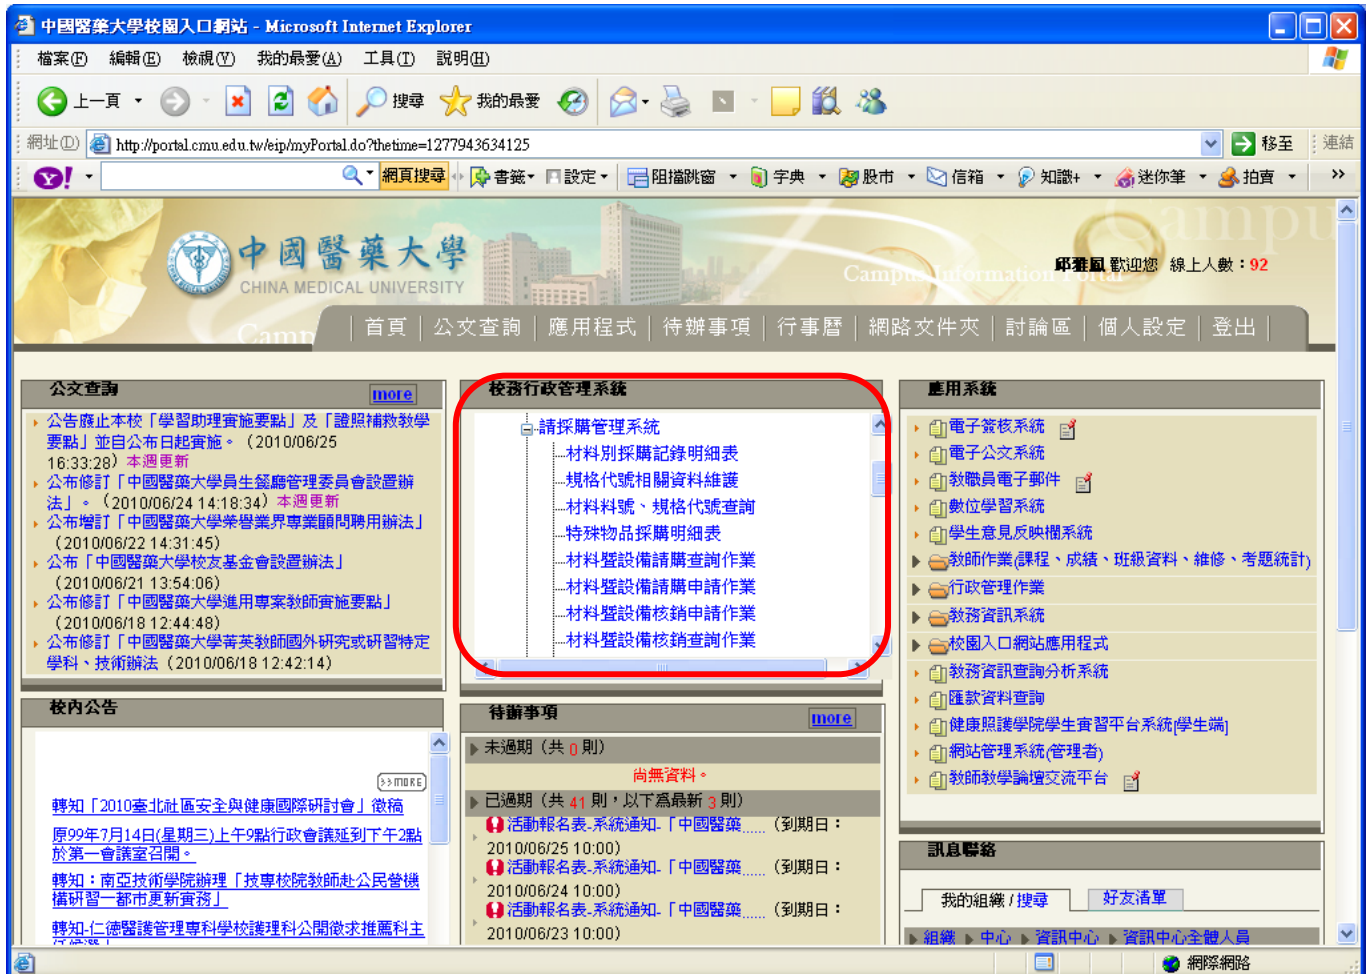 中國醫藥大學校園入口網站 - Microsoft Internet Explorer
檔案(F) 編輯(E) 檢視(V) 我的最愛(A) 工具(T) 說明(H)
上一頁 搜尋 我的最愛
網址(D) http://portal.cmu.edu.tw/eip/myPortal.do?thetime=1277943634125 移至 連結
Y! 網頁搜尋 書籤 設定 阻擋跳窗 字典 股市 信箱 知識+ 迷你筆 拍賣 »
中國醫藥大學
CHINA MEDICAL UNIVERSITY
Campus Information Portal
邱雅鳳 歡迎您 線上人數：92
首頁 | 公文查詢 | 應用程式 | 待辦事項 | 行事曆 | 網路文件夾 | 討論區 | 個人設定 | 登出 |
公文查詢 more
公告廢止本校「學習助理實施要點」及「證照補救教學
要點」並自公布日起實施。 (2010/06/25
16:33:28) 本週更新
公布修訂「中國醫藥大學員生餐廳管理委員會設置辦
法」。 (2010/06/24 14:18:34) 本週更新
公布增訂「中國醫藥大學榮譽業界專業顧問聘用辦法」
(2010/06/22 14:31:45)
公布「中國醫藥大學校友基金會設置辦法」
(2010/06/21 13:54:06)
公布修訂「中國醫藥大學進用專案教師實施要點」
(2010/06/18 12:44:48)
公布修訂「中國醫藥大學菁英教師國外研究或研習特定
學科、技術辦法 (2010/06/18 12:42:14)
校內公告
>>MORE
轉知「2010臺北社區安全與健康國際研討會」徵稿
原99年7月14日(星期三)上午9點行政會議延到下午2點
於第一會議室召開。
轉知：南亞技術學院辦理「技專校院教師赴公民營機
構研習—都市更新實務」
轉知-仁德醫護管理專科學校護理科公開徵求推薦科主
任候選人
校務行政管理系統
請採購管理系統
材料別採購記錄明細表
規格代號相關資料維護
材料料號、規格代號查詢
特殊物品採購明細表
材料暨設備請購查詢作業
材料暨設備請購申請作業
材料暨設備核銷申請作業
材料暨設備核銷查詢作業
待辦事項 more
未過期（共 0 則）
尚無資料。
已過期（共 41 則，以下為最新 3 則）
活動報名表-系統通知-「中國醫藥...... (到期日：
2010/06/25 10:00)
活動報名表-系統通知-「中國醫藥...... (到期日：
2010/06/24 10:00)
活動報名表-系統通知-「中國醫藥...... (到期日：
2010/06/23 10:00)
應用系統
電子簽核系統
電子公文系統
教職員電子郵件
數位學習系統
學生意見反映欄系統
教師作業(課程、成績、班級資料、維修、考題統計)
行政管理作業
教務資訊系統
校園入口網站應用程式
教務資訊查詢分析系統
匯款資料查詢
健康照護學院學生實習平台系統[學生端]
網站管理系統(管理者)
教師教學論壇交流平台
訊息聯絡
我的組織 / 搜尋 好友清單
組織 中心 資訊中心 資訊中心全體人員
網際網路